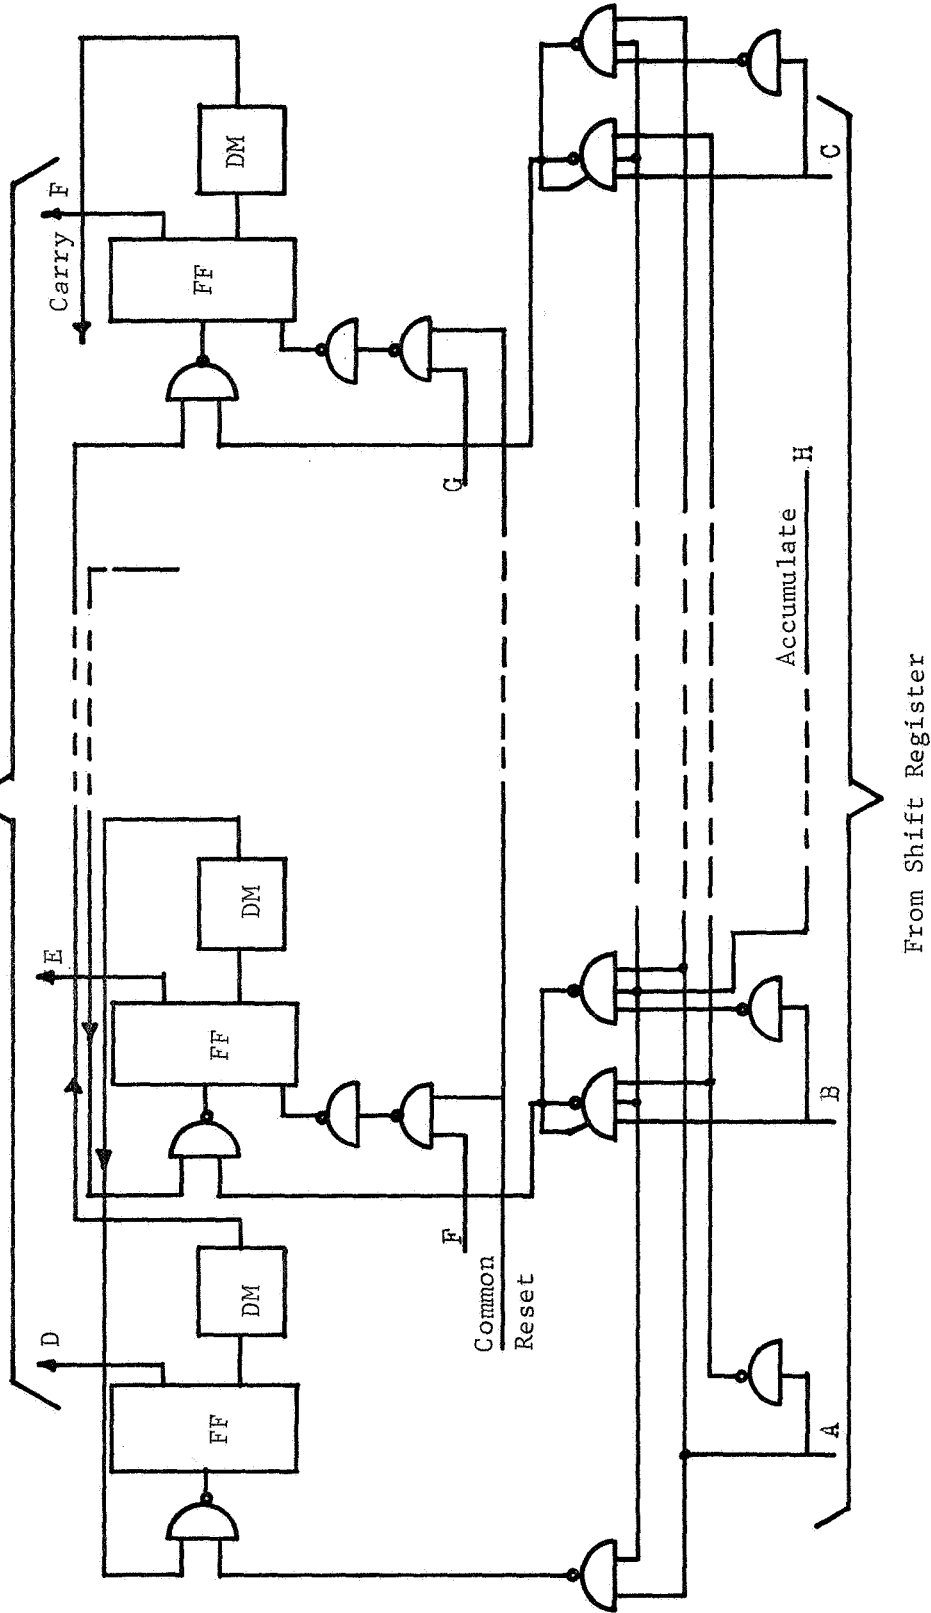 D
E
F
Carry
FF
FF
FF
DM
DM
DM
F
G
Common
Reset
Accumulate H
A
B
C
From Shift Register